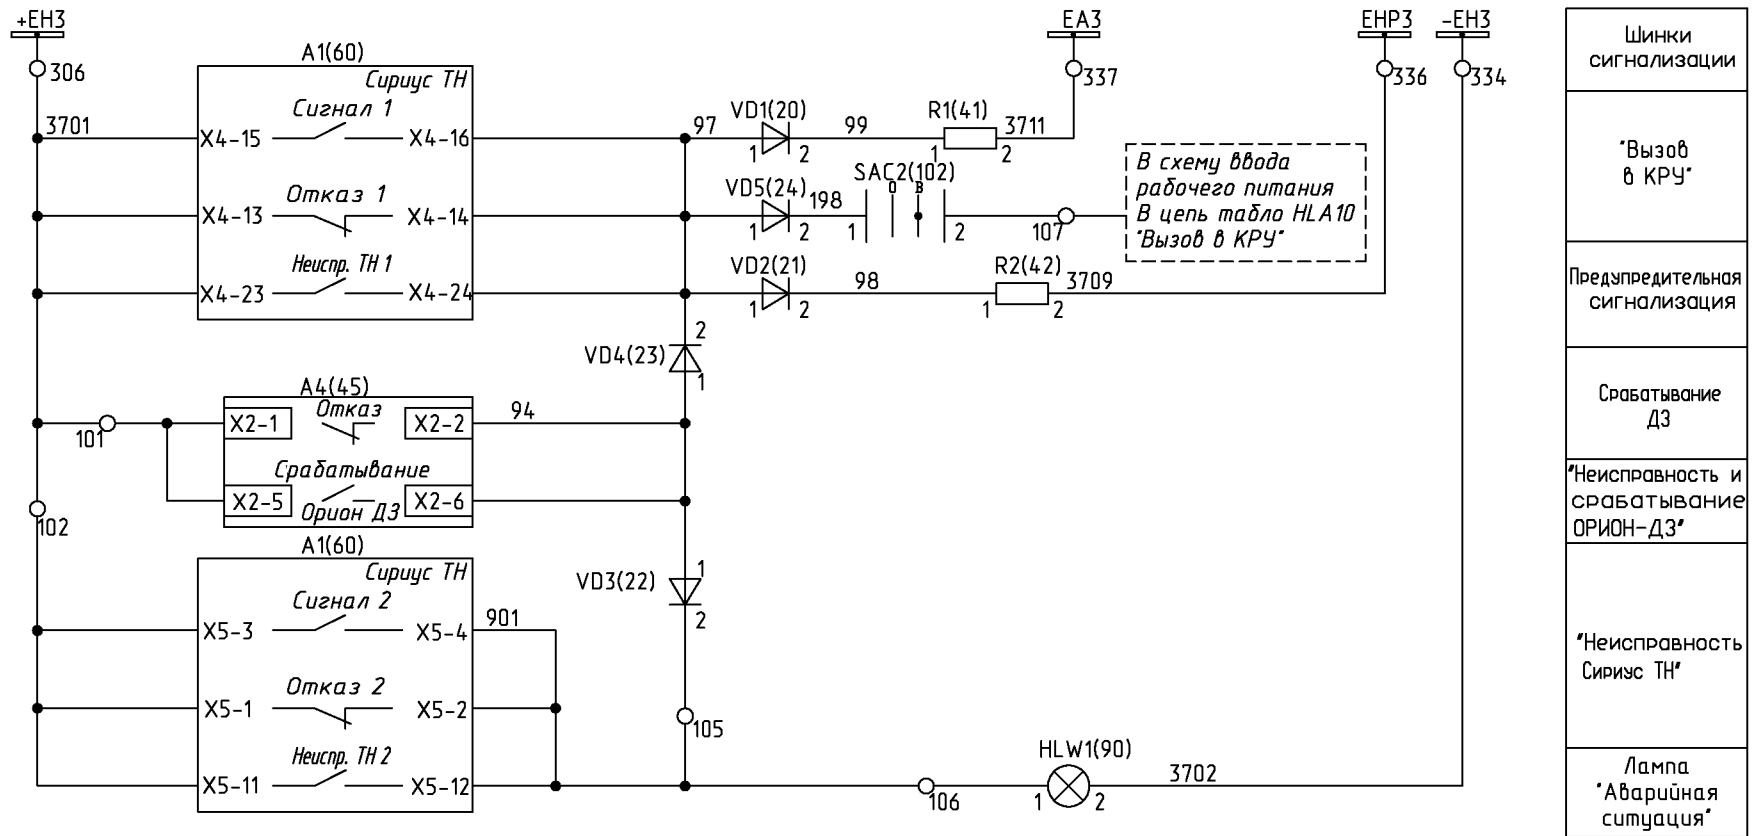 +ЕН3
ЕА3
ЕНР3
-ЕН3
306
337
336
334
А1(60)
Сириус ТН
3701
Сигнал 1
X4-15
X4-16
97
VD1(20)
1
2
99
R1(41)
1
2
3711
Отказ 1
X4-13
X4-14
VD5(24)
1
2
198
SAC2(102)
0
В
1
2
107
В схему ввода
рабочего питания
В цепь табло HLA10
"Вызов в КРУ"
Неиспр. ТН 1
X4-23
X4-24
VD2(21)
1
2
98
R2(42)
1
2
3709
VD4(23)
2
1
А4(45)
101
X2-1
Отказ
X2-2
94
Срабатывание
X2-5
X2-6
Орион ДЗ
102
А1(60)
Сириус ТН
VD3(22)
1
2
Сигнал 2
X5-3
X5-4
901
Отказ 2
X5-1
X5-2
105
Неиспр. ТН 2
X5-11
X5-12
106
HLW1(90)
1
2
3702
Шинки
сигнализации
"Вызов
в КРУ"
Предупредительная
сигнализация
Срабатывание
ДЗ
"Неисправность и
срабатывание
ОРИОН-ДЗ"
"Неисправность
Сириус ТН"
Лампа
"Аварийная
ситуация"